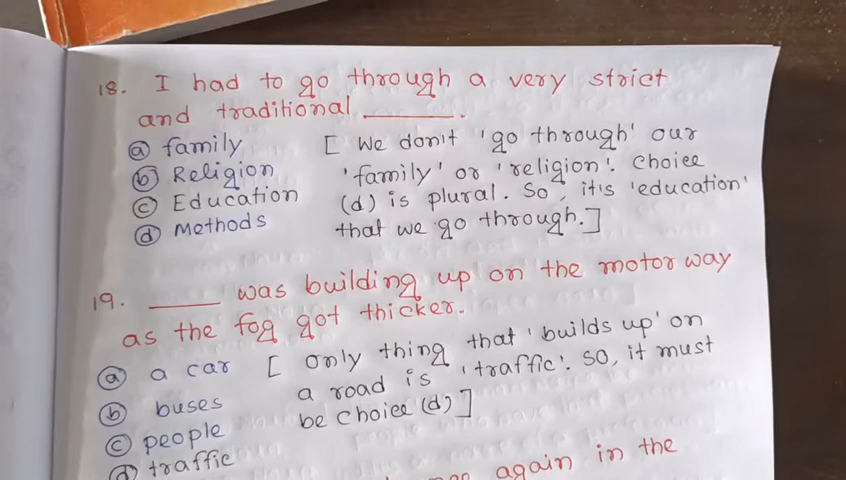 18. I had to go through a very strict
and traditional ______.
ⓐ family [ We don't 'go through' our
ⓑ Religion 'family' or 'religion'. Choice
ⓒ Education (d) is plural. So, it's 'education'
ⓓ Methods that we go through.]
19. _____ was building up on the motor way
as the fog got thicker.
ⓐ a car [ only thing that 'builds up' on
ⓑ buses a road is 'traffic'. So, it must
ⓒ people be choice (d) ]
ⓓ traffic
again in the